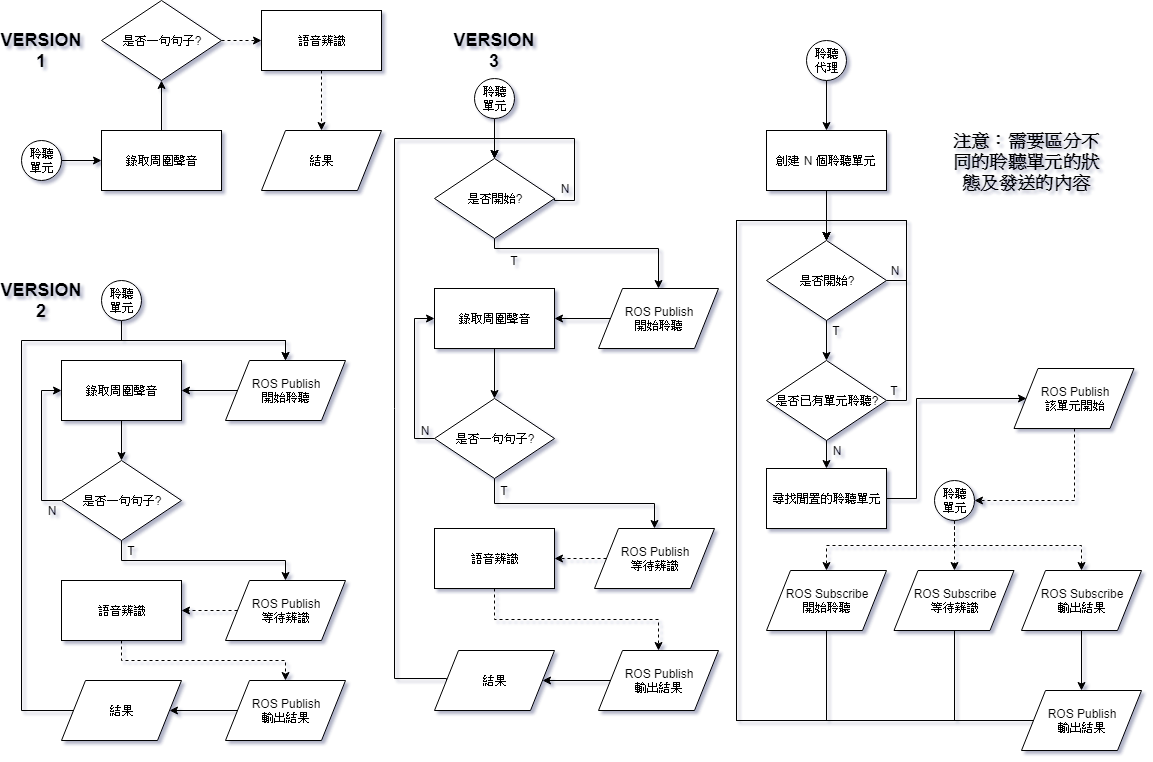 VERSION
1
是否一句句子?
語音辨識
聆聽
單元
錄取周圍聲音
結果
VERSION
2
聆聽
單元
ROS Publish
開始聆聽
錄取周圍聲音
是否一句句子?
N
T
ROS Publish
等待辨識
語音辨識
ROS Publish
輸出結果
結果
VERSION
3
聆聽
單元
是否開始?
N
T
ROS Publish
開始聆聽
錄取周圍聲音
是否一句句子?
N
T
ROS Publish
等待辨識
語音辨識
ROS Publish
輸出結果
結果
聆聽
代理
創建 N 個聆聽單元
注意：需要區分不
同的聆聽單元的狀
態及發送的內容
是否開始?
N
T
是否已有單元聆聽?
T
N
尋找閒置的聆聽單元
ROS Publish
該單元開始
聆聽
單元
ROS Subscribe
開始聆聽
ROS Subscribe
等待辨識
ROS Subscribe
輸出結果
ROS Publish
輸出結果